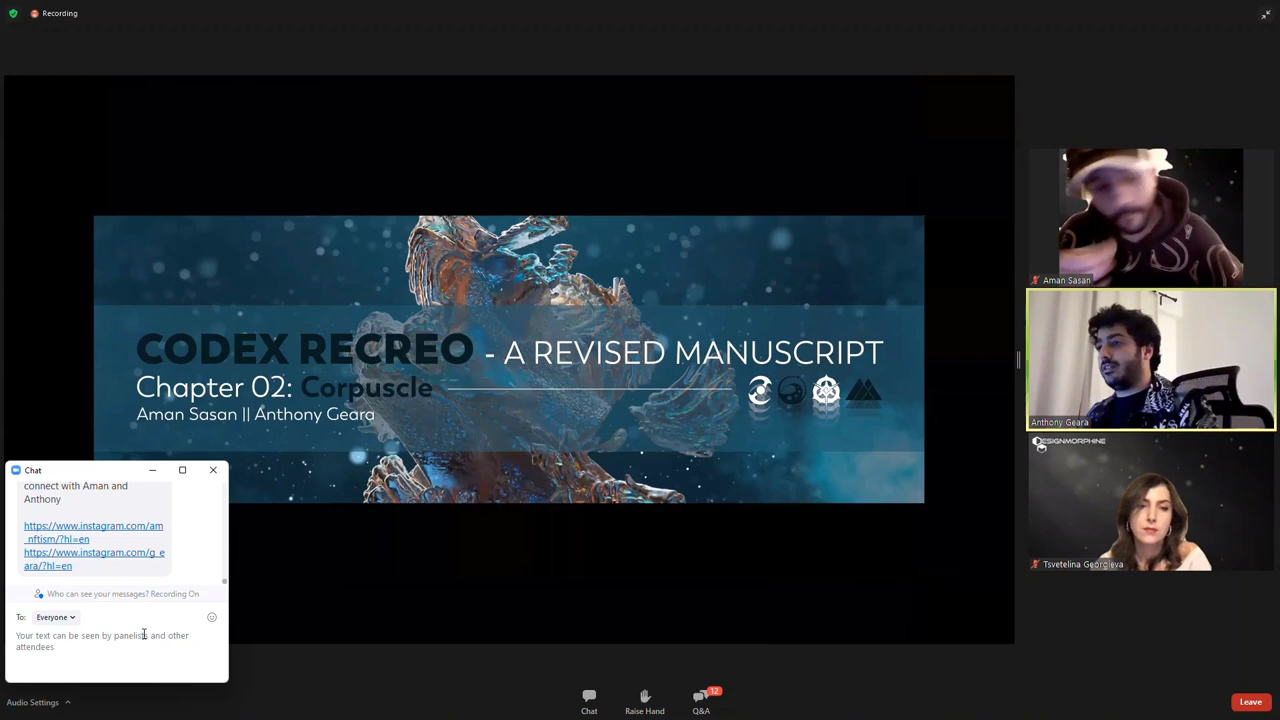 Recording
CODEX RECREO - A REVISED MANUSCRIPT
Chapter 02: Corpuscle
Aman Sasan || Anthony Geara
Aman Sasan
Anthony Geara
DESIGNMORPHINE
Tsvetelina Georgieva
Chat
connect with Aman and
Anthony
https://www.instagram.com/am
_nftism/?hl=en
https://www.instagram.com/g_e
ara/?hl=en
Who can see your messages? Recording On
To: Everyone
Your text can be seen by panelists and other
attendees
Audio Settings
Chat
Raise Hand
12
Q&A
Leave